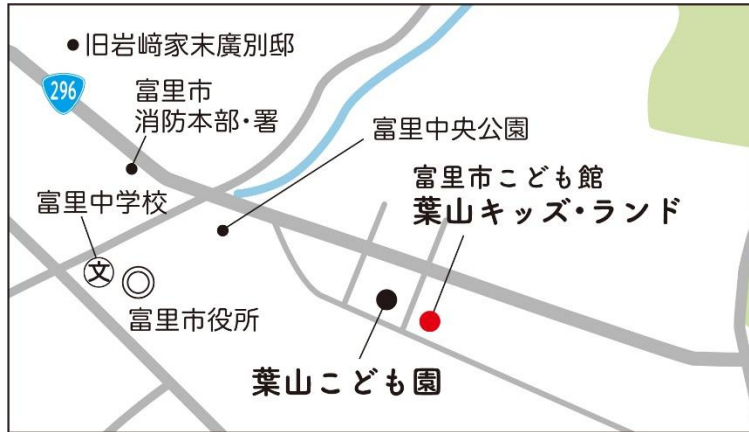 旧岩﨑家末廣別邸
296
富里市
消防本部・署
富里中央公園
富里市こども館
葉山キッズ・ランド
富里中学校
文
富里市役所
葉山こども園